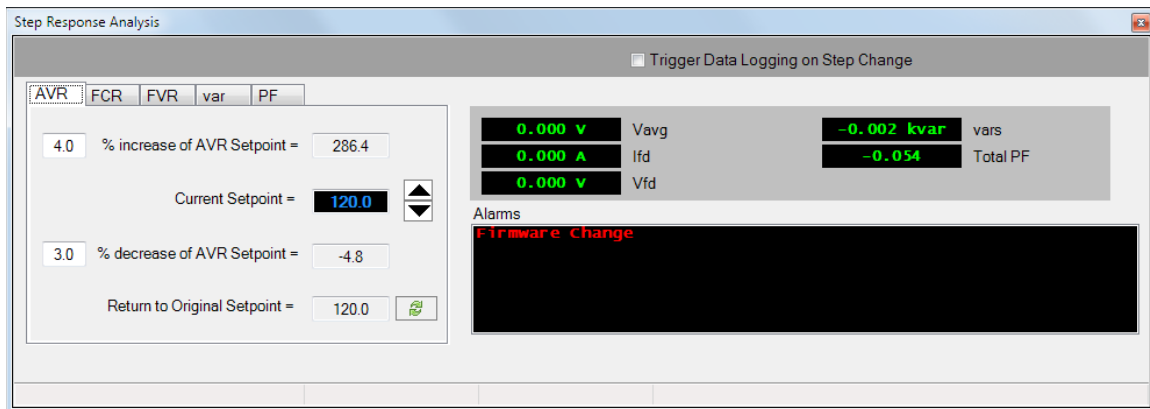 Step Response Analysis
Trigger Data Logging on Step Change
AVR FCR FVR var PF
4.0 % increase of AVR Setpoint = 286.4
Current Setpoint = 120.0
3.0 % decrease of AVR Setpoint = -4.8
Return to Original Setpoint = 120.0
0.000 V Vavg -0.002 kvar vars
0.000 A Ifd -0.054 Total PF
0.000 V Vfd
Alarms
Firmware Change